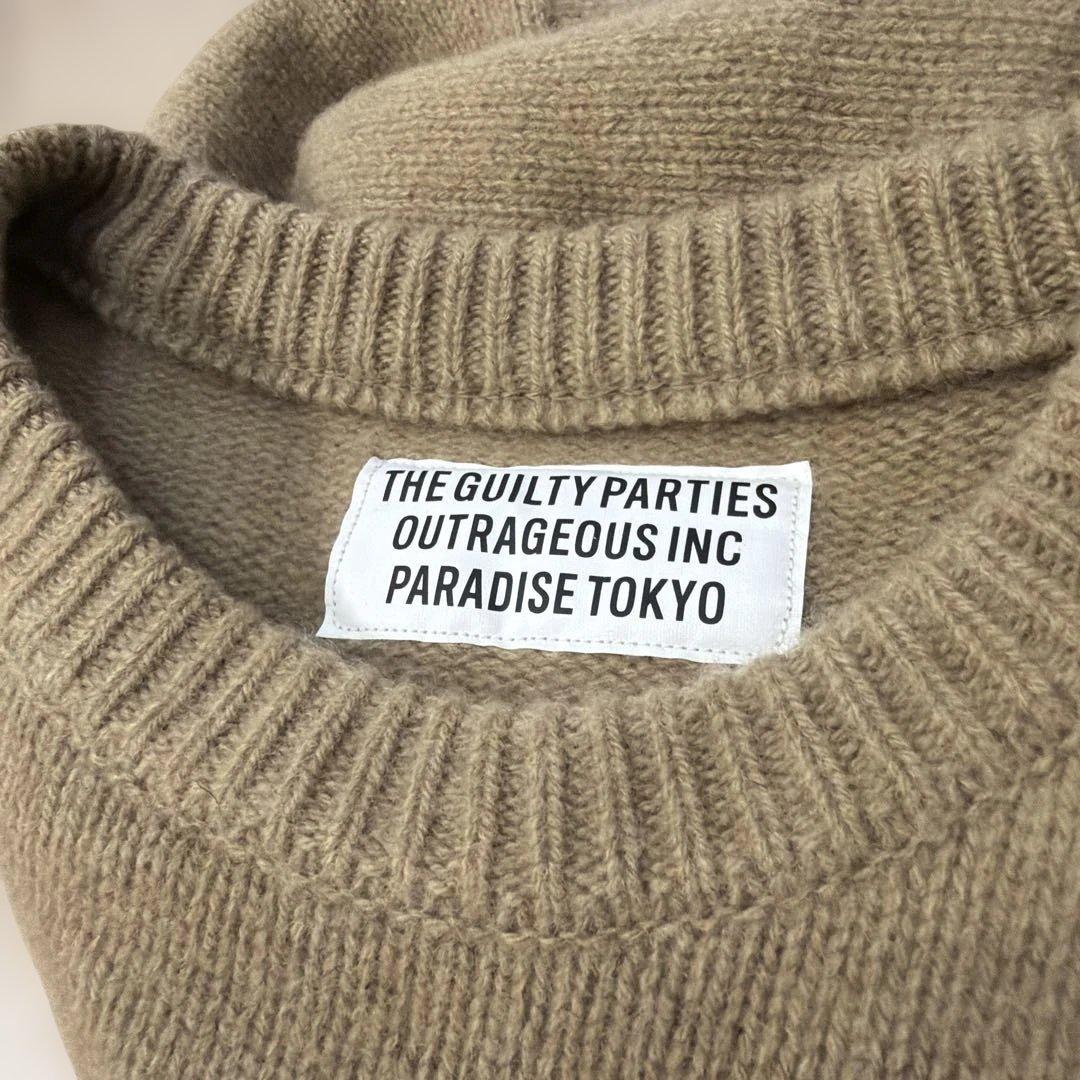 THE GUILTY PARTIES
OUTRAGEOUS INC
PARADISE TOKYO